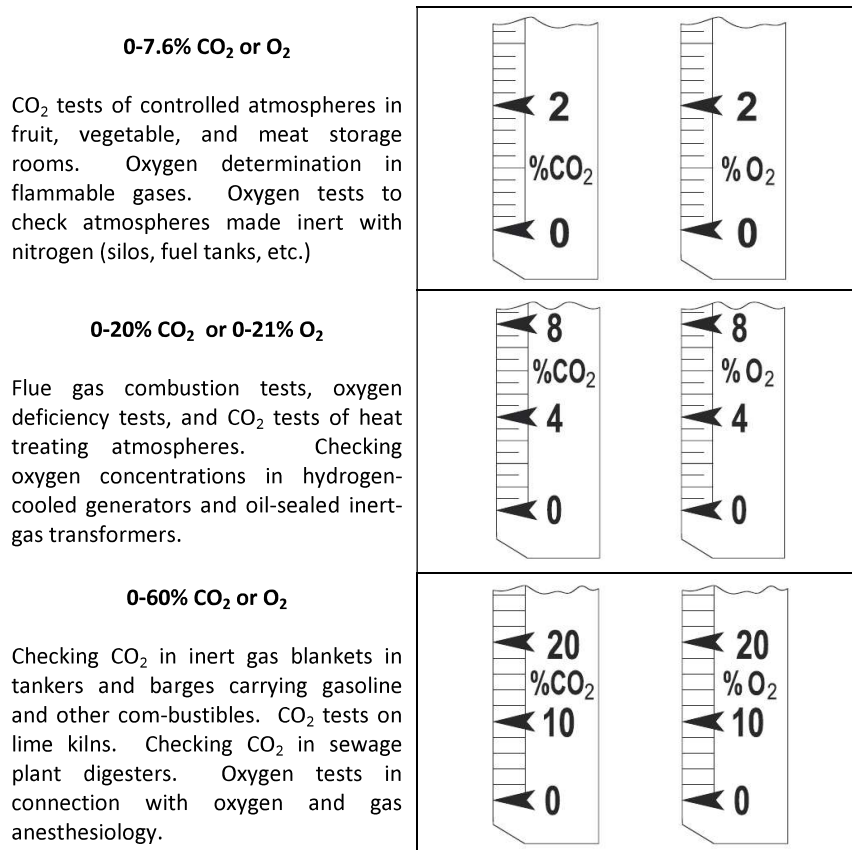 0-7.6% CO₂ or O₂
CO₂ tests of controlled atmospheres in
fruit, vegetable, and meat storage
rooms. Oxygen determination in
flammable gases. Oxygen tests to
check atmospheres made inert with
nitrogen (silos, fuel tanks, etc.)
2
%CO₂
0
2
% O₂
0
0-20% CO₂ or 0-21% O₂
Flue gas combustion tests, oxygen
deficiency tests, and CO₂ tests of heat
treating atmospheres. Checking
oxygen concentrations in hydrogen-
cooled generators and oil-sealed inert-
gas transformers.
8
%CO₂
4
0
8
% O₂
4
0
0-60% CO₂ or O₂
Checking CO₂ in inert gas blankets in
tankers and barges carrying gasoline
and other com-bustibles. CO₂ tests on
lime kilns. Checking CO₂ in sewage
plant digesters. Oxygen tests in
connection with oxygen and gas
anesthesiology.
20
%CO₂
10
0
20
% O₂
10
0